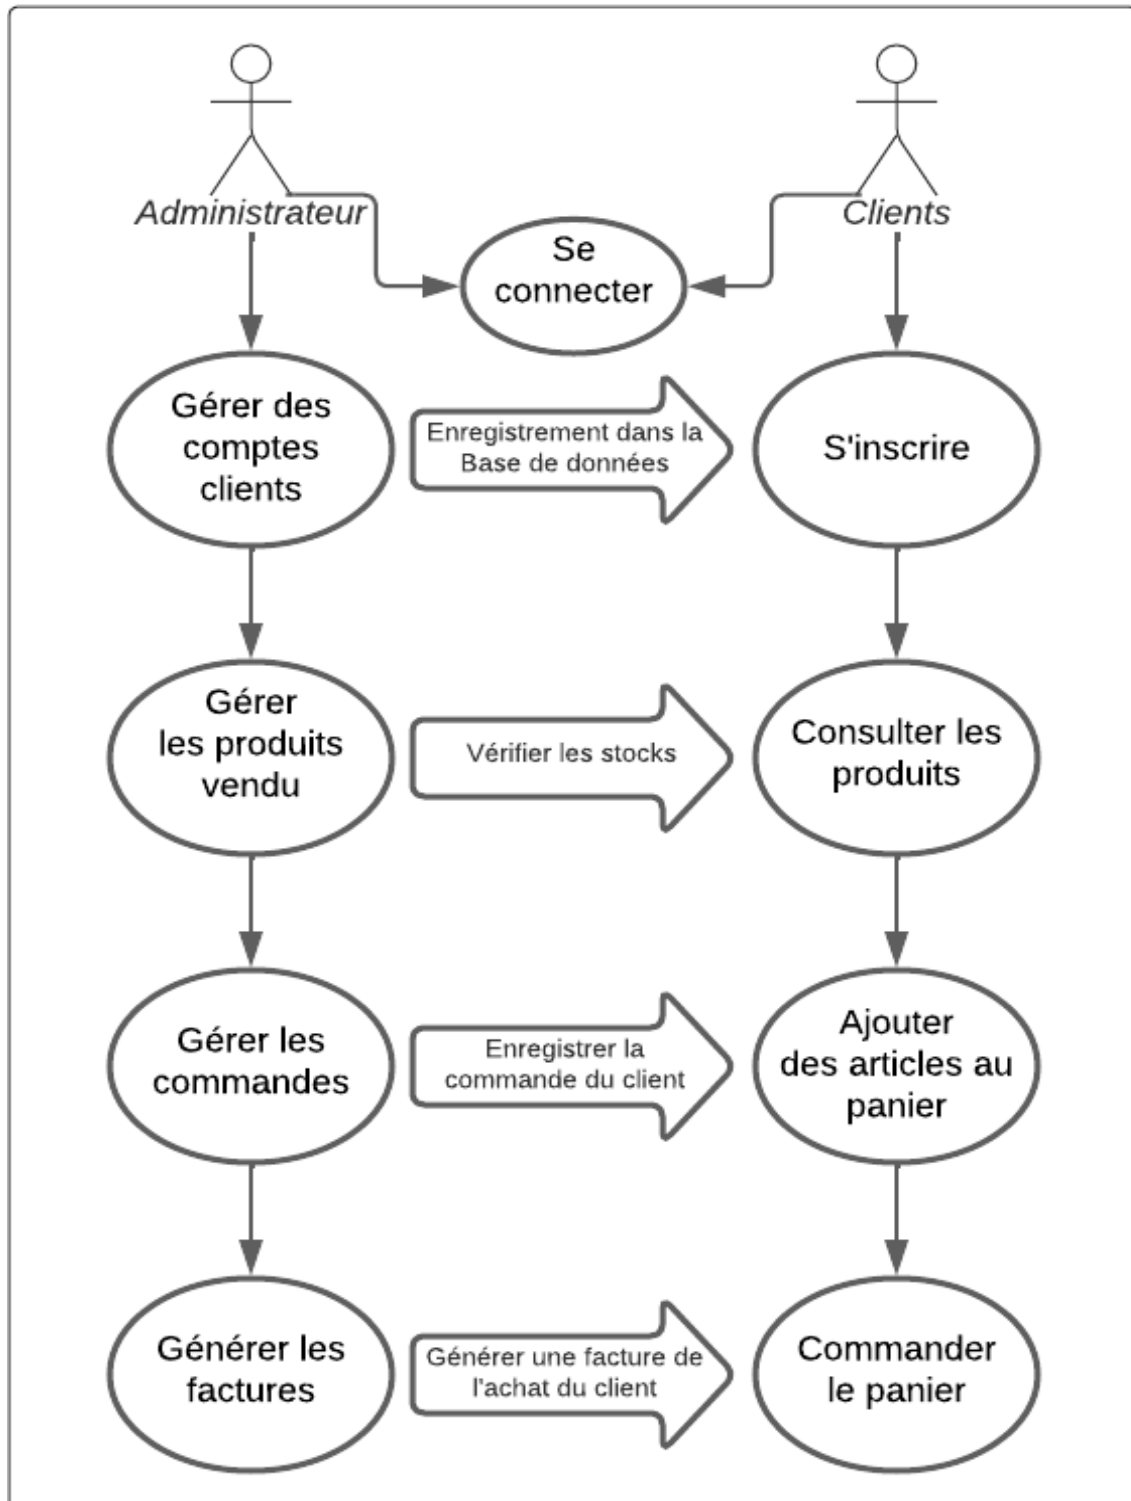 Administrateur
Clients
Se
connecter
Gérer des
comptes
clients
Enregistrement dans la
Base de données
S'inscrire
Gérer
les produits
vendu
Vérifier les stocks
Consulter les
produits
Gérer les
commandes
Enregistrer la
commande du client
Ajouter
des articles au
panier
Générer les
factures
Générer une facture de
l'achat du client
Commander
le panier